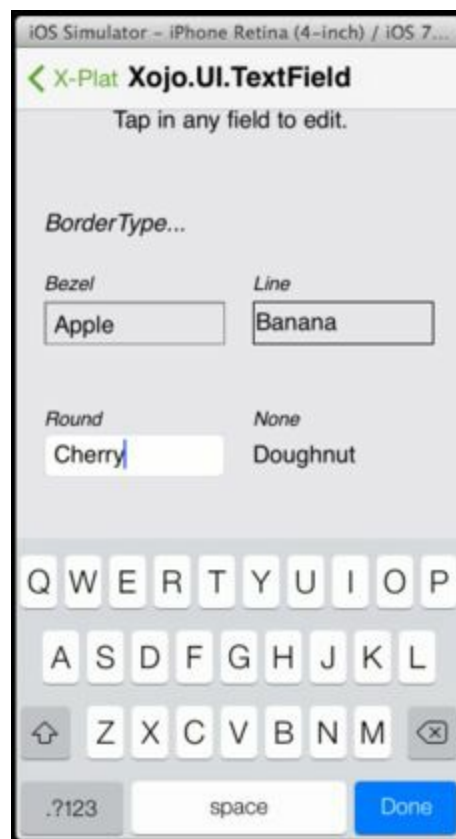 iOS Simulator – iPhone Retina (4-inch) / iOS 7...
X-Plat Xojo.UI.TextField
Tap in any field to edit.
BorderType...
Bezel Line
Apple Banana
Round None
Cherry Doughnut
Q W E R T Y U I O P
A S D F G H J K L
Z X C V B N M
.?123 space Done